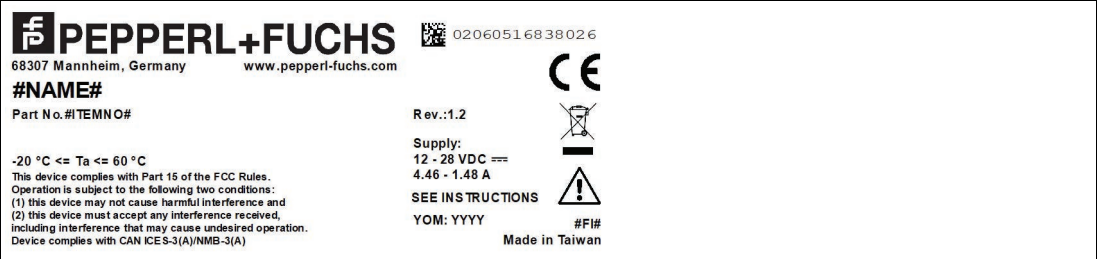 PEPPERL+FUCHS
02060516838026
68307 Mannheim, Germany www.pepperl-fuchs.com
#NAME#
Part No.#ITEMNO#
Rev.:1.2
Supply:
12 - 28 VDC ⎓
4.46 - 1.48 A
-20 °C <= Ta <= 60 °C
This device complies with Part 15 of the FCC Rules.
Operation is subject to the following two conditions:
(1) this device may not cause harmful interference and
(2) this device must accept any interference received,
including interference that may cause undesired operation.
Device complies with CAN ICES-3(A)/NMB-3(A)
SEE INSTRUCTIONS
YOM: YYYY
#FI#
Made in Taiwan
CE